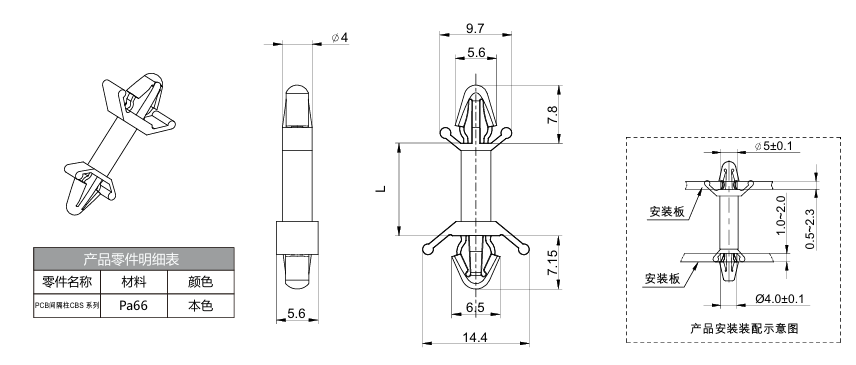 9.7
5.6
⌀4
7.8
L
7.15
6.5
14.4
5.6
产品零件明细表
零件名称 材料 颜色
PCB间隔柱CBS 系列 Pa66 本色
⌀5±0.1
安装板
1.0~2.0
0.5~2.3
安装板
Ø4.0±0.1
产品安装装配示意图